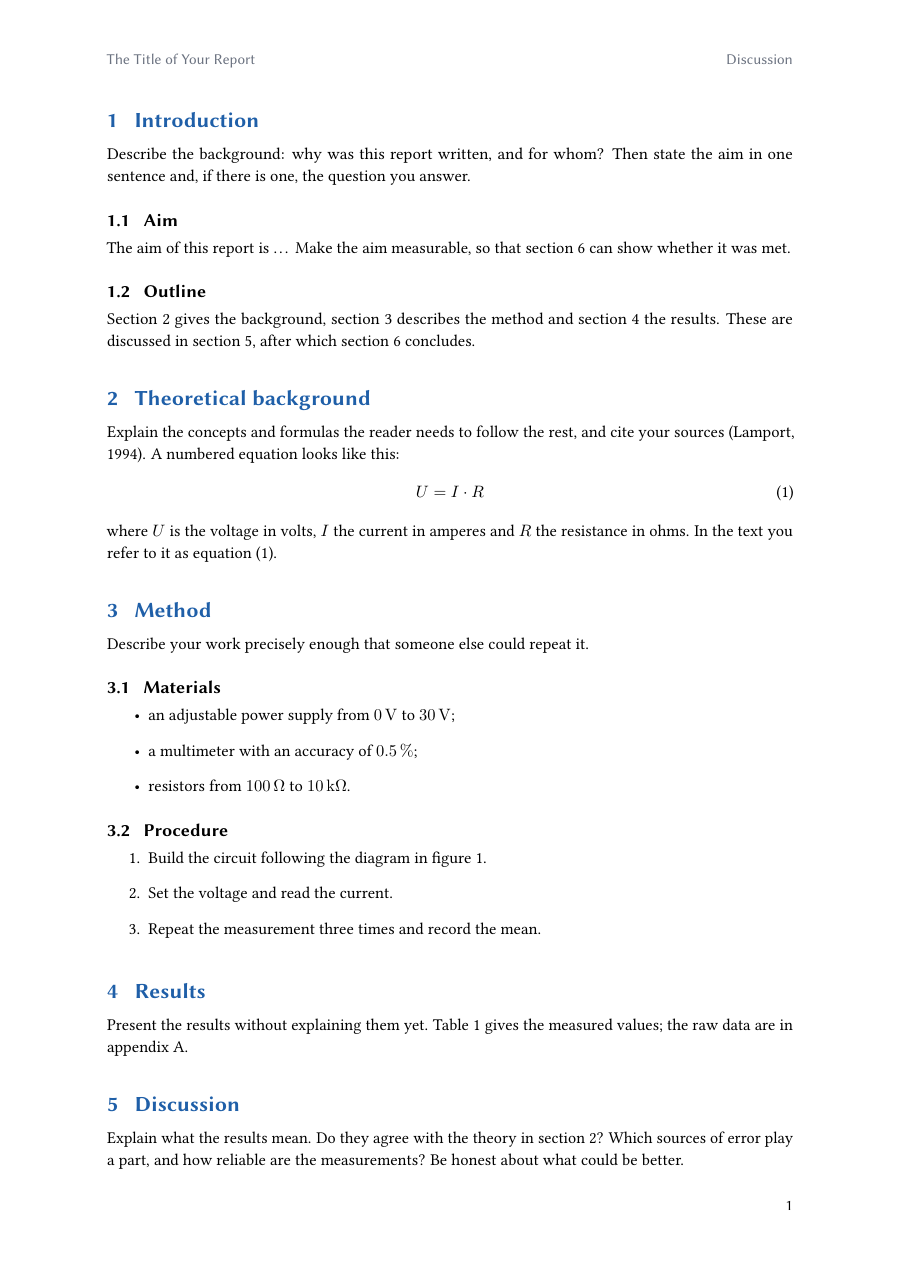 The Title of Your Report Discussion
1 Introduction
Describe the background: why was this report written, and for whom? Then state the aim in one
sentence and, if there is one, the question you answer.
1.1 Aim
The aim of this report is … Make the aim measurable, so that section 6 can show whether it was met.
1.2 Outline
Section 2 gives the background, section 3 describes the method and section 4 the results. These are
discussed in section 5, after which section 6 concludes.
2 Theoretical background
Explain the concepts and formulas the reader needs to follow the rest, and cite your sources (Lamport,
1994). A numbered equation looks like this:
U = I · R (1)
where U is the voltage in volts, I the current in amperes and R the resistance in ohms. In the text you
refer to it as equation (1).
3 Method
Describe your work precisely enough that someone else could repeat it.
3.1 Materials
• an adjustable power supply from 0 V to 30 V;
• a multimeter with an accuracy of 0.5 %;
• resistors from 100 Ω to 10 kΩ.
3.2 Procedure
1. Build the circuit following the diagram in figure 1.
2. Set the voltage and read the current.
3. Repeat the measurement three times and record the mean.
4 Results
Present the results without explaining them yet. Table 1 gives the measured values; the raw data are in
appendix A.
5 Discussion
Explain what the results mean. Do they agree with the theory in section 2? Which sources of error play
a part, and how reliable are the measurements? Be honest about what could be better.
1